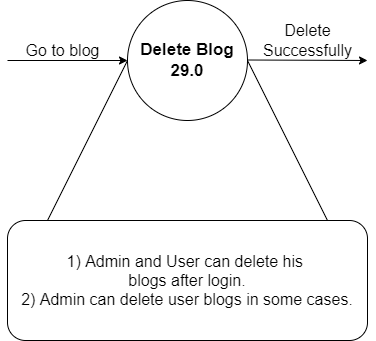 Go to blog
Delete Blog
29.0
Delete
Successfully
1) Admin and User can delete his
blogs after login.
2) Admin can delete user blogs in some cases.